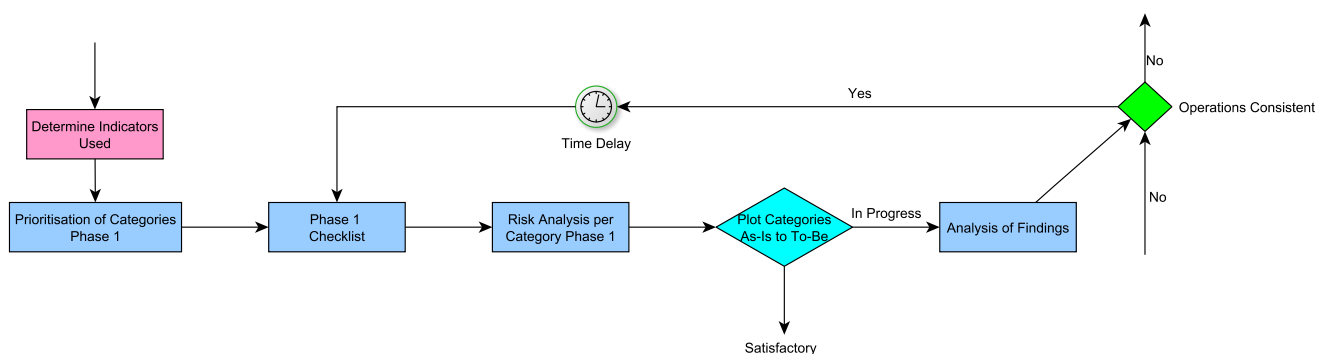 No
Yes
Operations Consistent
Determine Indicators
Used
Time Delay
Prioritisation of Categories
Phase 1
Phase 1
Checklist
Risk Analysis per
Category Phase 1
Plot Categories
As-Is to To-Be
In Progress
Analysis of Findings
No
Satisfactory